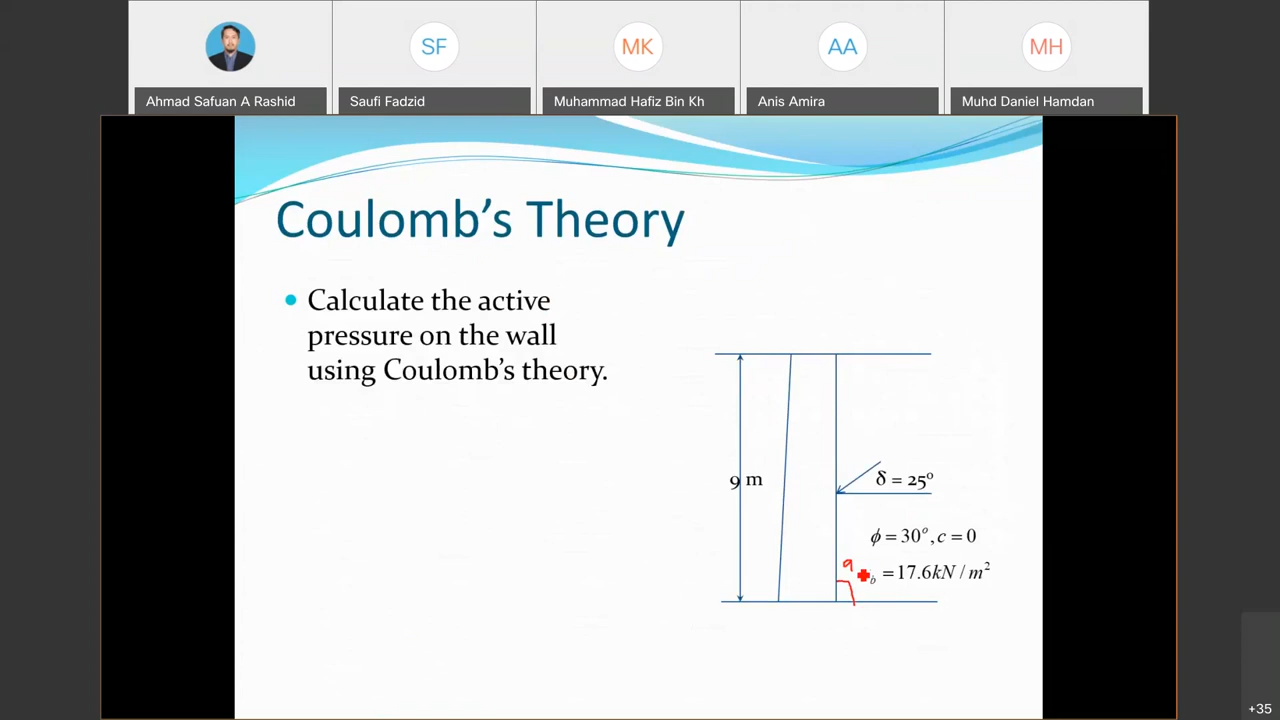 SF
MK
AA
MH
Ahmad Safuan A Rashid
Saufi Fadzid
Muhammad Hafiz Bin Kh
Anis Amira
Muhd Daniel Hamdan
Coulomb's Theory
• Calculate the active
pressure on the wall
using Coulomb's theory.
9 m
δ = 25°
ϕ = 30°, c = 0
9
b = 17.6kN / m²
+35